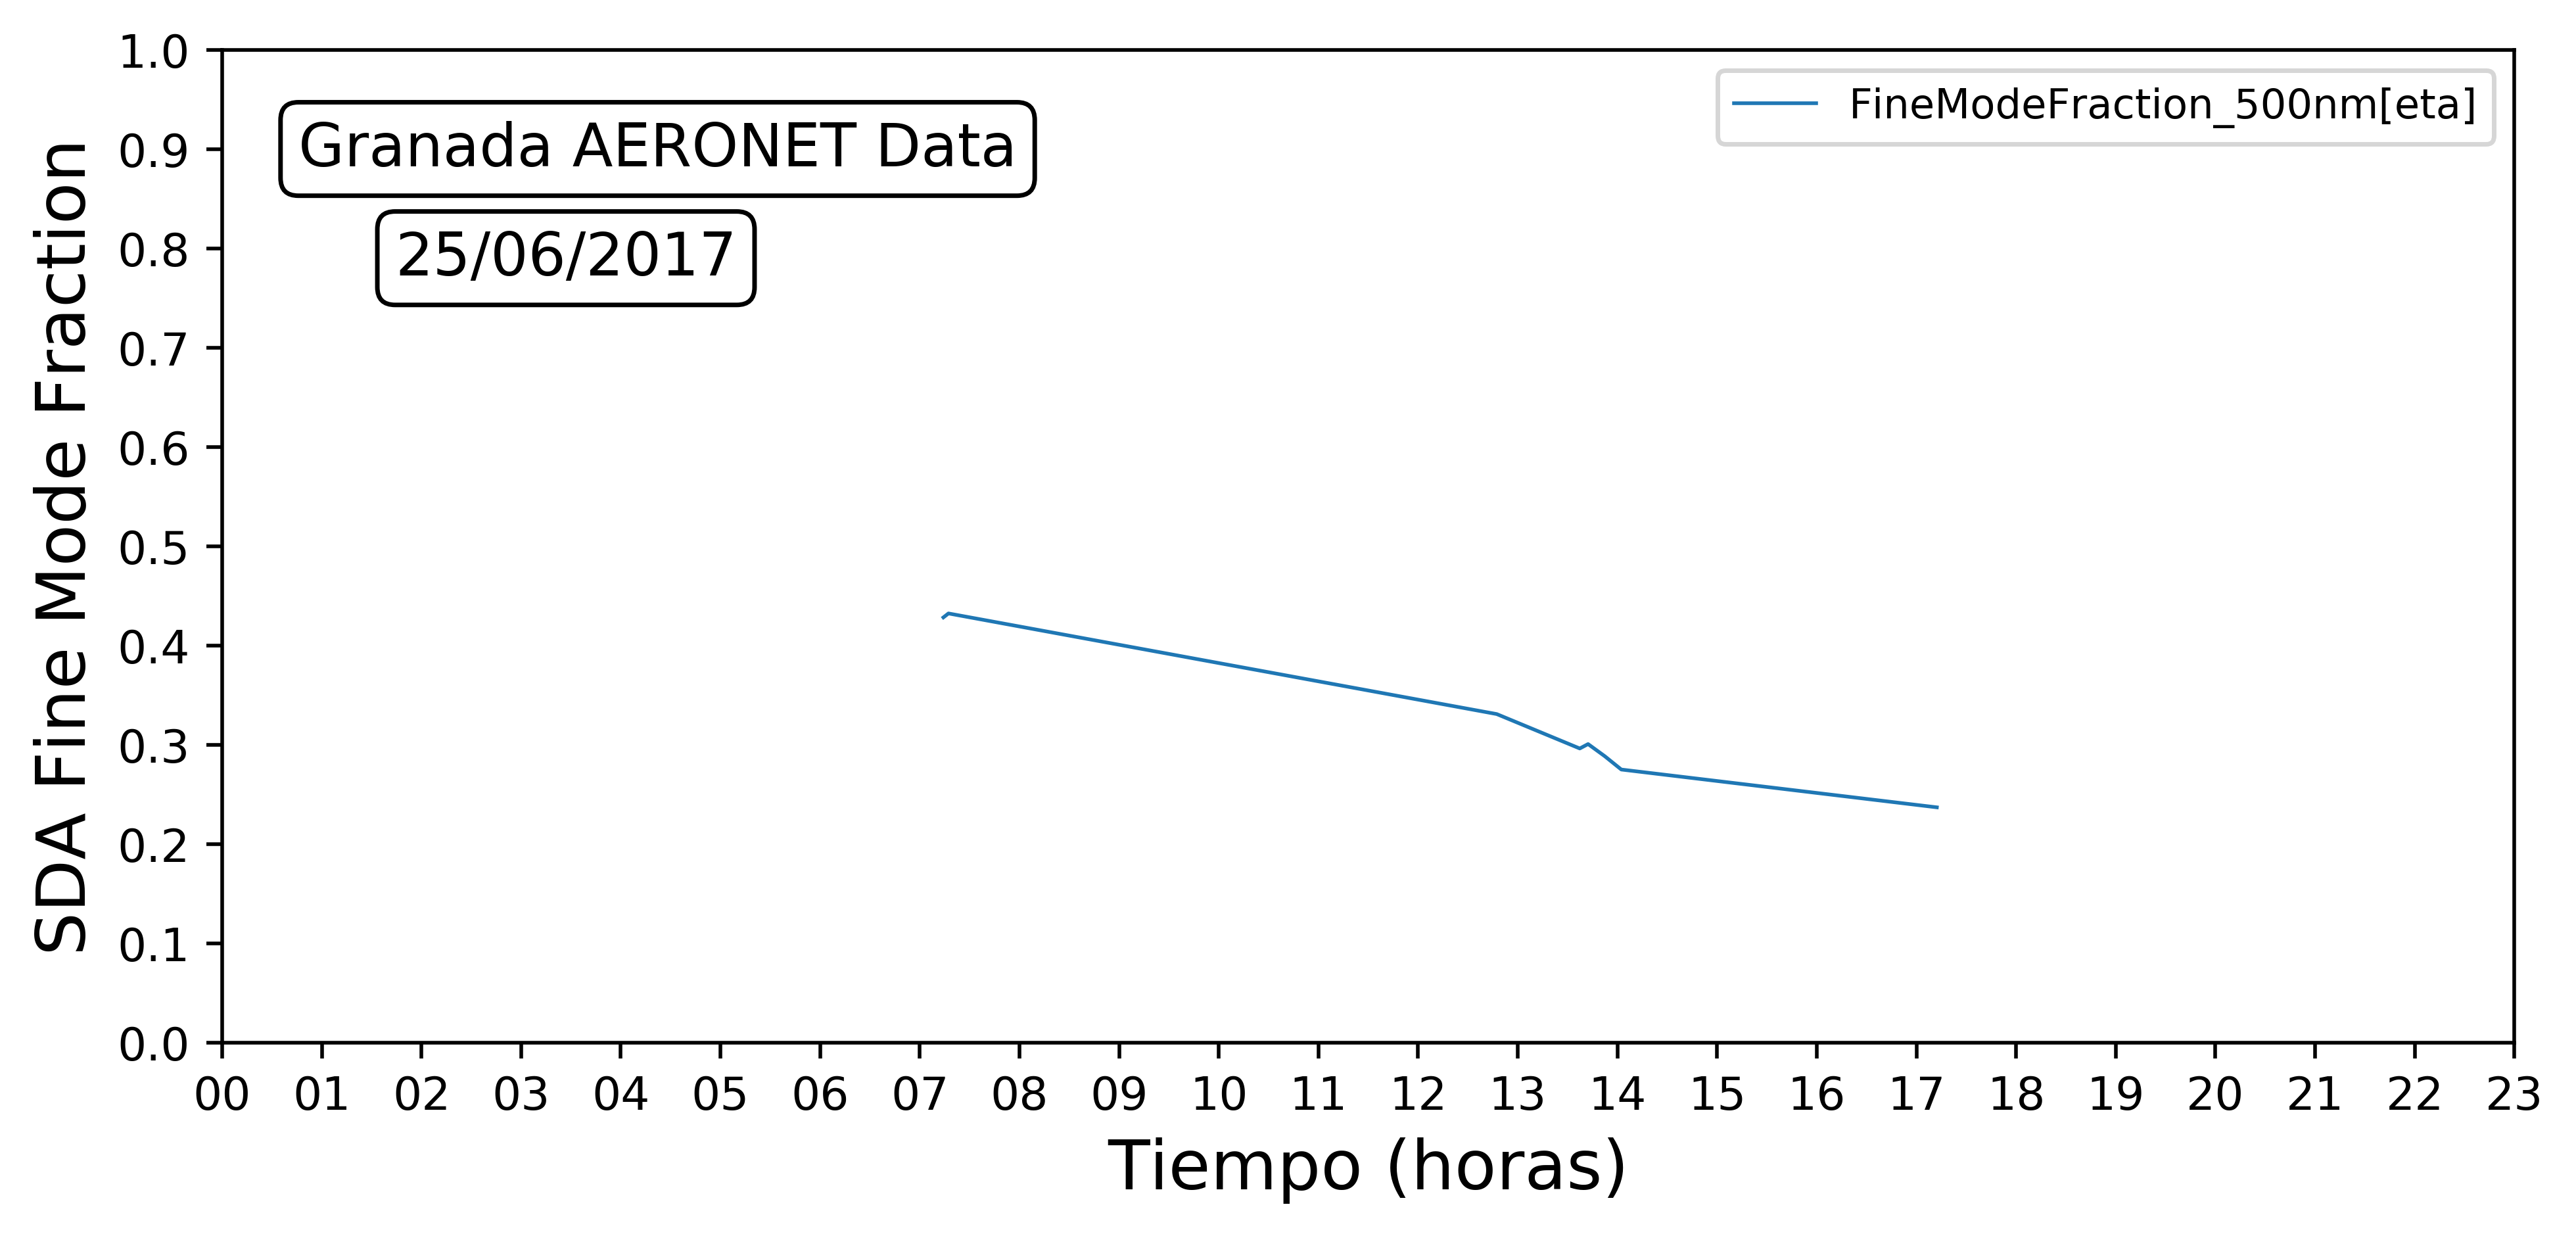 Granada AERONET Data
25/06/2017
FineModeFraction_500nm[eta]
SDA Fine Mode Fraction
1.0
0.9
0.8
0.7
0.6
0.5
0.4
0.3
0.2
0.1
0.0
00 01 02 03 04 05 06 07 08 09 10 11 12 13 14 15 16 17 18 19 20 21 22 23
Tiempo (horas)